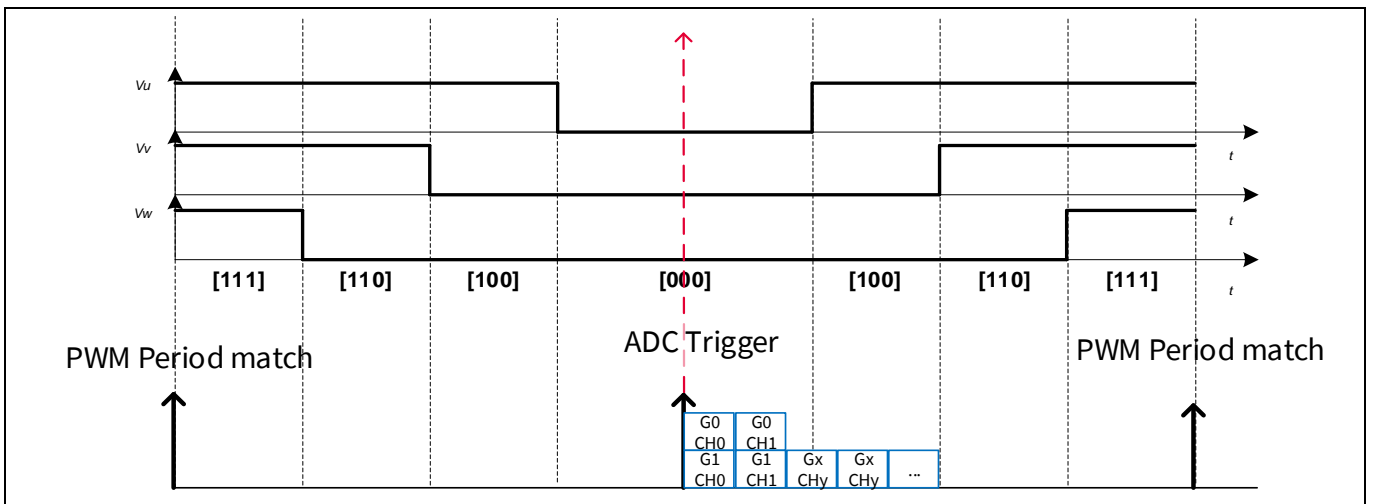 Vu
t
Vv
t
Vw
[111] [110] [100] [000] [100] [110] [111]
t
PWM Period match ADC Trigger PWM Period match
G0 G0
CH0 CH1
G1 G1 Gx Gx ...
CH0 CH1 CHy CHy